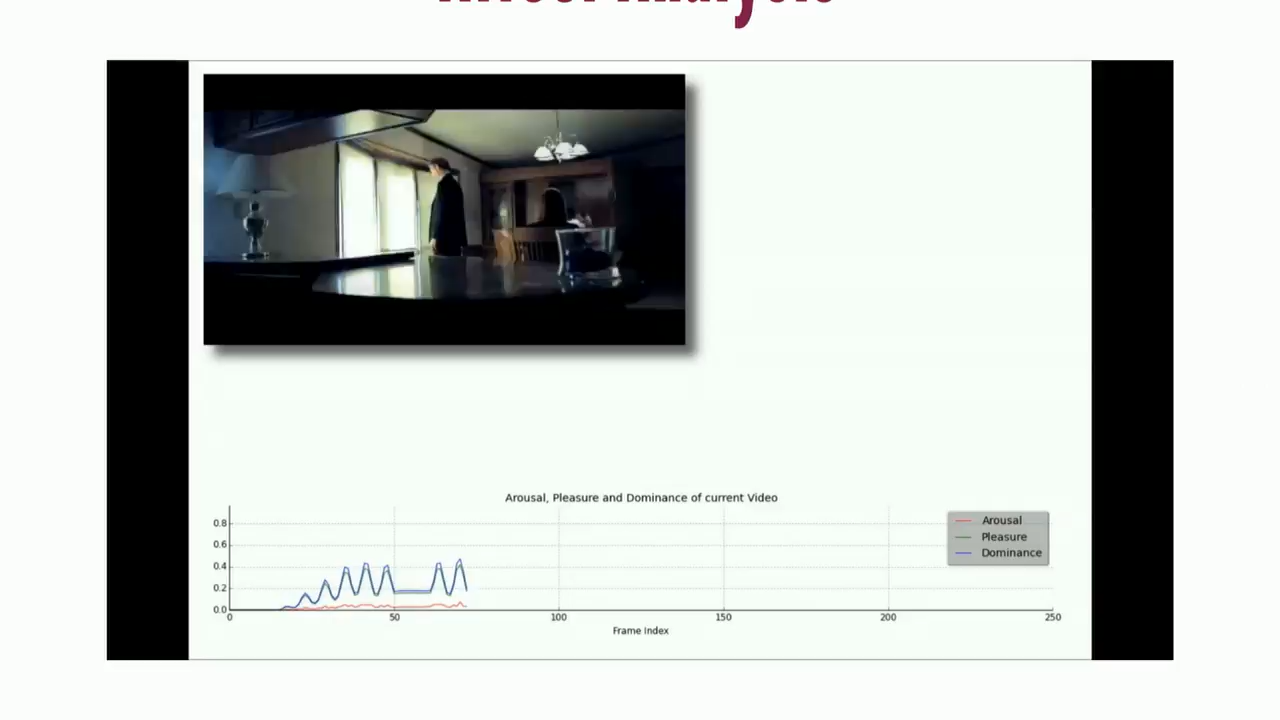 Analysis
Arousal, Pleasure and Dominance of current Video
0.8
0.6
0.4
0.2
0.0
0
50
100
150
200
250
Frame Index
Arousal
Pleasure
Dominance